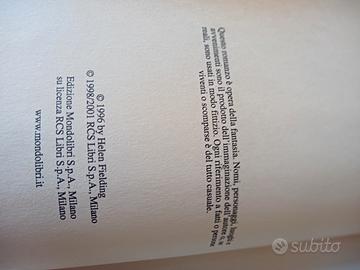 Questo romanzo è opera della fantasia. Nomi, personaggi, luoghi e
avvenimenti sono il prodotto dell'immaginazione dell'autore o, se
reali, sono usati in modo fittizio. Ogni riferimento a fatti o persone
viventi o scomparse è del tutto casuale.
© 1996 by Helen Fielding
© 1998/2001 RCS Libri S.p.A., Milano
Edizione Mondolibri S.p.A., Milano
su licenza RCS Libri S.p.A., Milano
www.mondolibri.it
subito